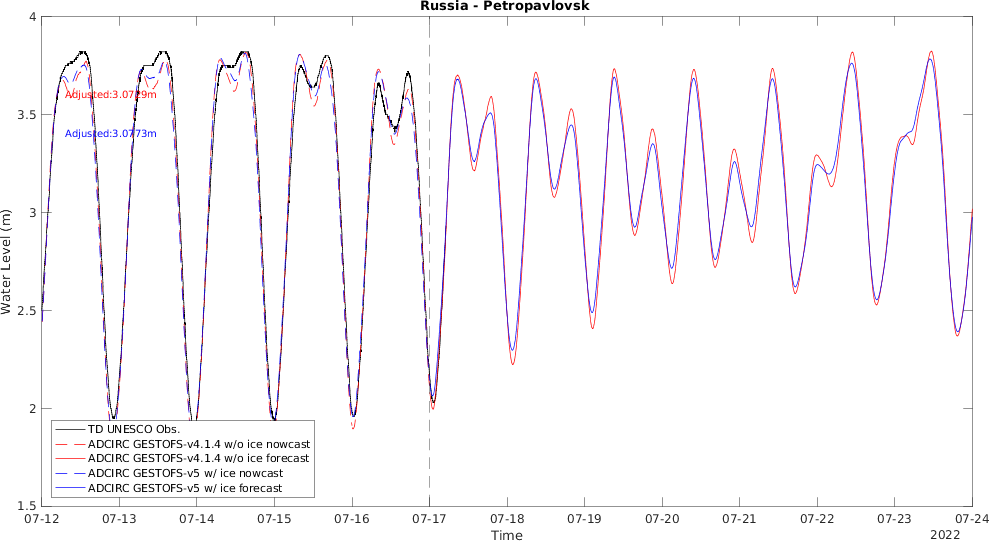 Russia - Petropavlovsk
4
3.5
3
2.5
2
1.5
Water Level (m)
Adjusted:3.0729m
Adjusted:3.0773m
TD UNESCO Obs.
ADCIRC GESTOFS-v4.1.4 w/o ice nowcast
ADCIRC GESTOFS-v4.1.4 w/o ice forecast
ADCIRC GESTOFS-v5 w/ ice nowcast
ADCIRC GESTOFS-v5 w/ ice forecast
07-12 07-13 07-14 07-15 07-16 07-17 07-18 07-19 07-20 07-21 07-22 07-23 07-24
Time
2022